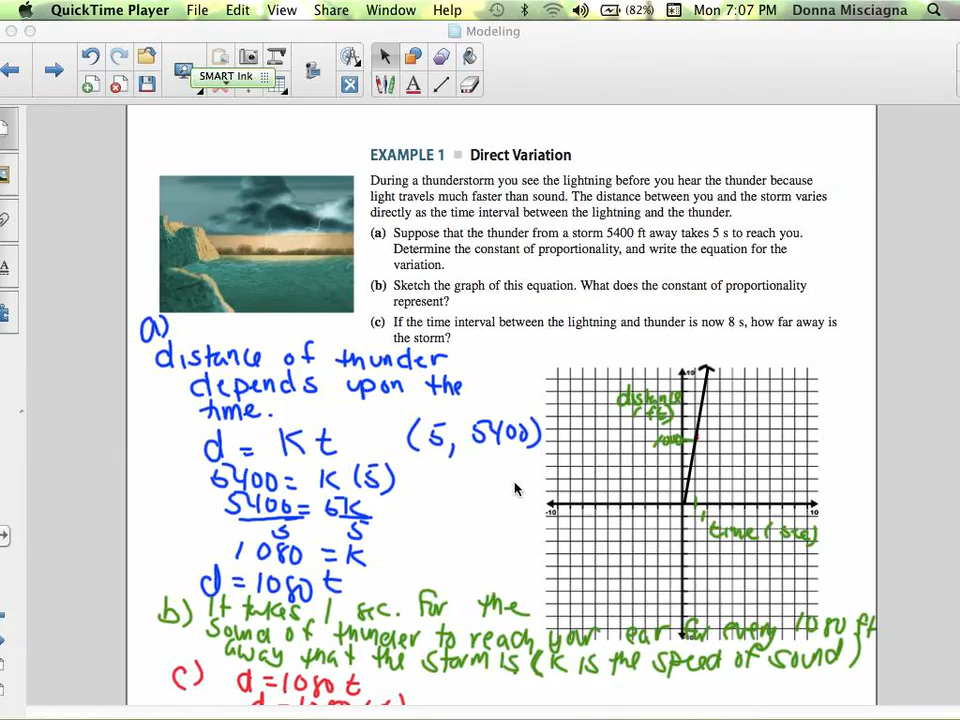 QuickTime Player File Edit View Share Window Help (82%) Mon 7:07 PM Donna Misciagna
Modeling
SMART Ink
EXAMPLE 1 Direct Variation
During a thunderstorm you see the lightning before you hear the thunder because
light travels much faster than sound. The distance between you and the storm varies
directly as the time interval between the lightning and the thunder.
(a) Suppose that the thunder from a storm 5400 ft away takes 5 s to reach you.
Determine the constant of proportionality, and write the equation for the
variation.
(b) Sketch the graph of this equation. What does the constant of proportionality
represent?
(c) If the time interval between the lightning and thunder is now 8 s, how far away is
the storm?
a)
distance of thunder
depends upon the
time.
d = K t (5, 5400)
5400 = K (5)
5400 = 5K
5 5
1080 = K
d = 1080 t
10
distance
(ft)
1080
-10 10
1
time (sec)
b) It takes 1 sec. for the
sound of thunder to reach your ear for every 1080 ft
away that the storm is (K is the speed of sound)
c) d = 1080 t